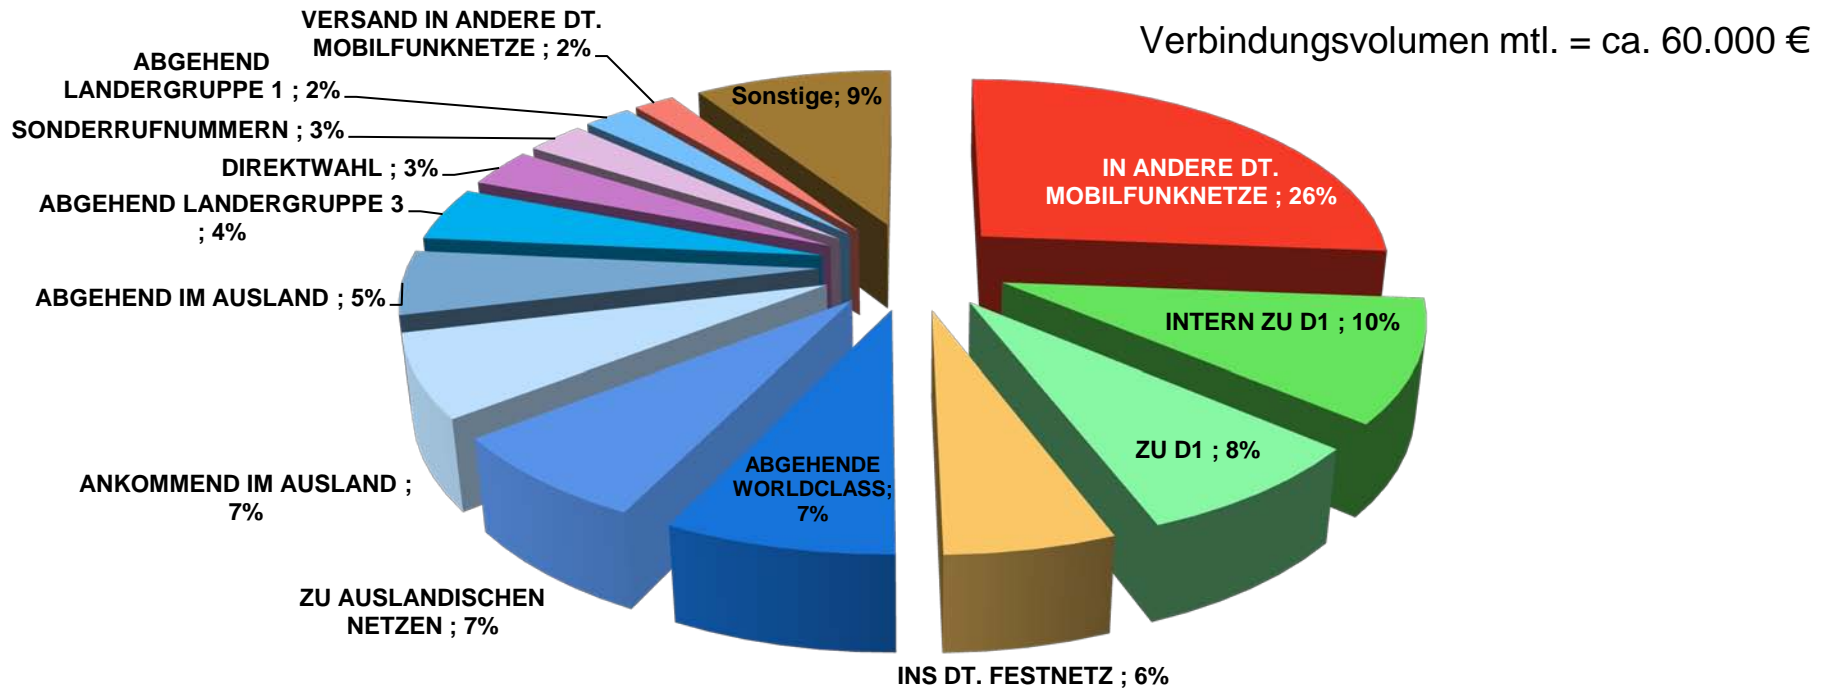 Verbindungsvolumen mtl. = ca. 60.000 €
VERSAND IN ANDERE DT.
MOBILFUNKNETZE ; 2%
ABGEHEND
LANDERGRUPPE 1 ; 2%
SONDERRUFNUMMERN ; 3%
DIREKTWAHL ; 3%
ABGEHEND LANDERGRUPPE 3
; 4%
ABGEHEND IM AUSLAND ; 5%
ANKOMMEND IM AUSLAND ;
7%
ZU AUSLANDISCHEN
NETZEN ; 7%
ABGEHENDE
WORLDCLASS;
7%
INS DT. FESTNETZ ; 6%
ZU D1 ; 8%
INTERN ZU D1 ; 10%
IN ANDERE DT.
MOBILFUNKNETZE ; 26%
Sonstige; 9%